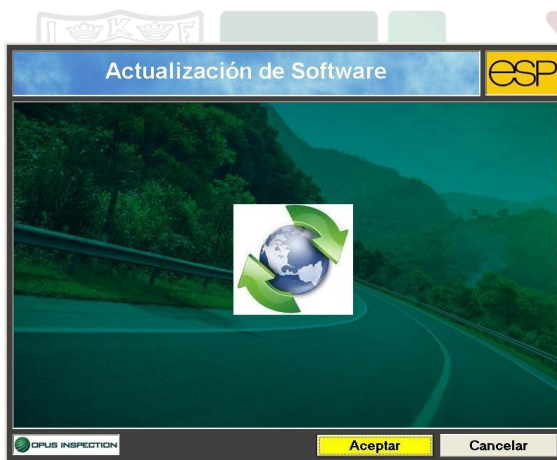 I K F
Actualización de Software
esp
OPUS INSPECTION
Aceptar
Cancelar